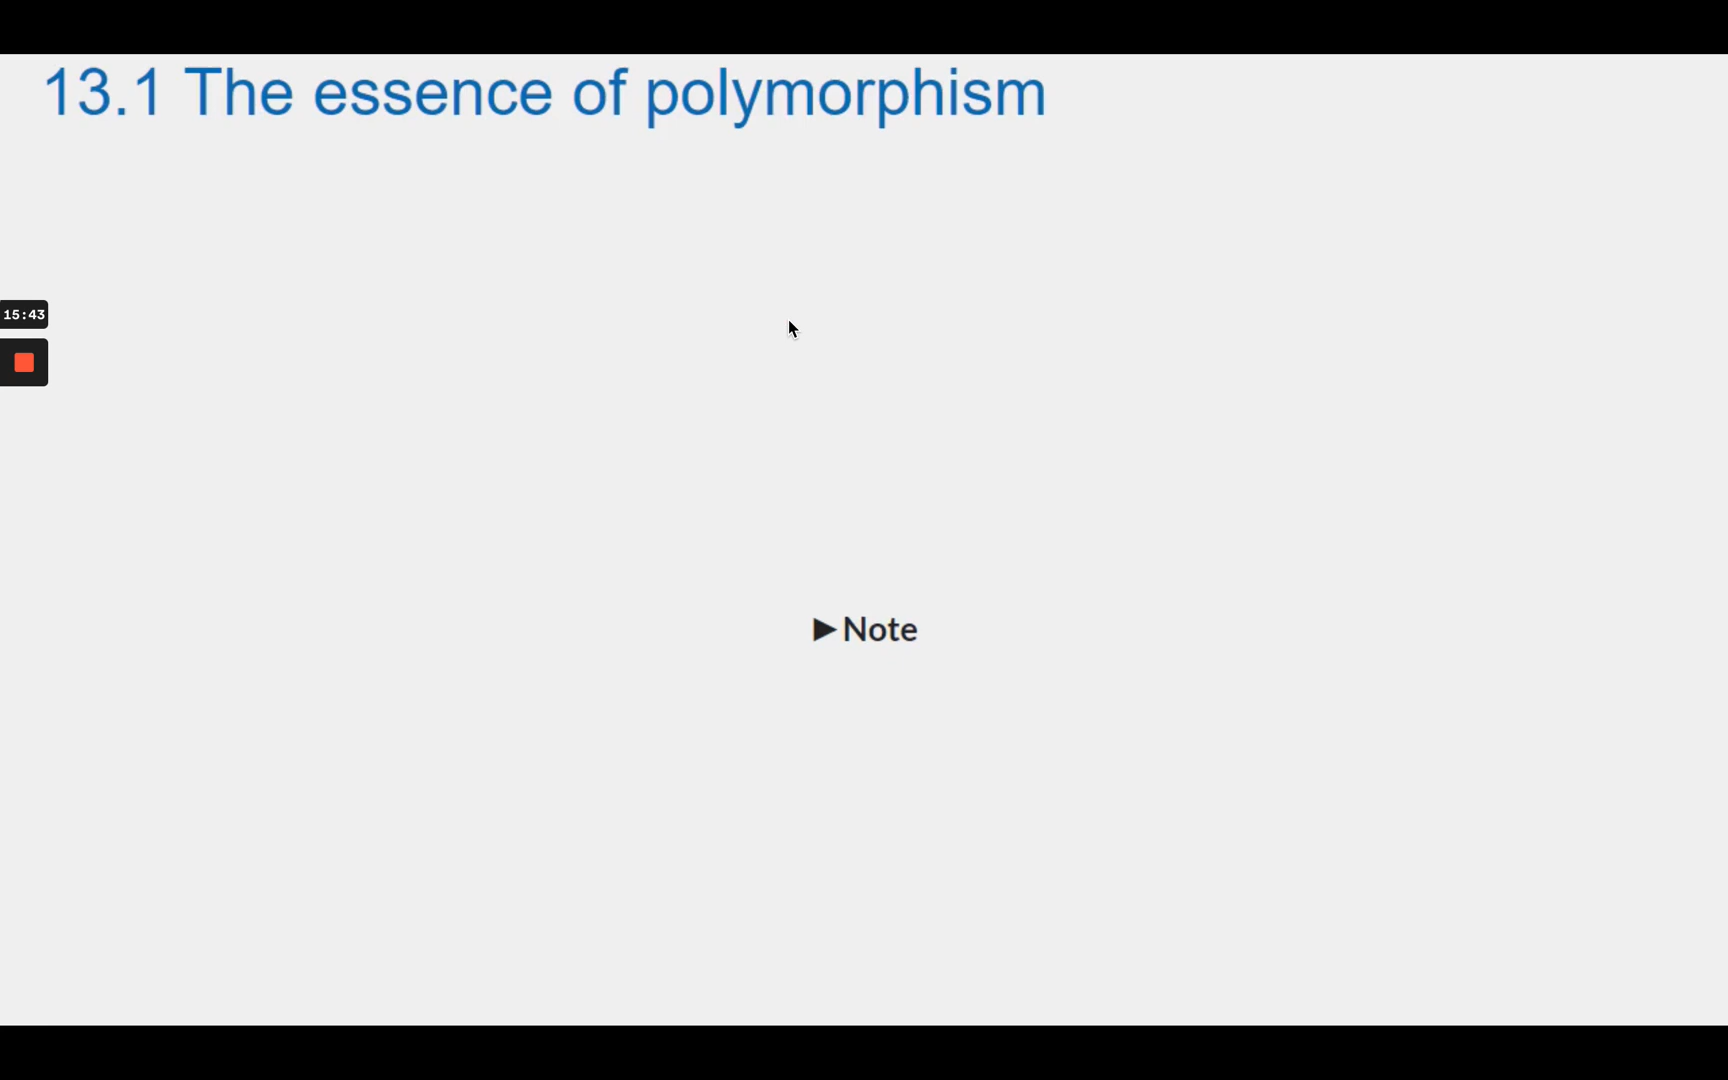 13.1 The essence of polymorphism
15:43
▶Note